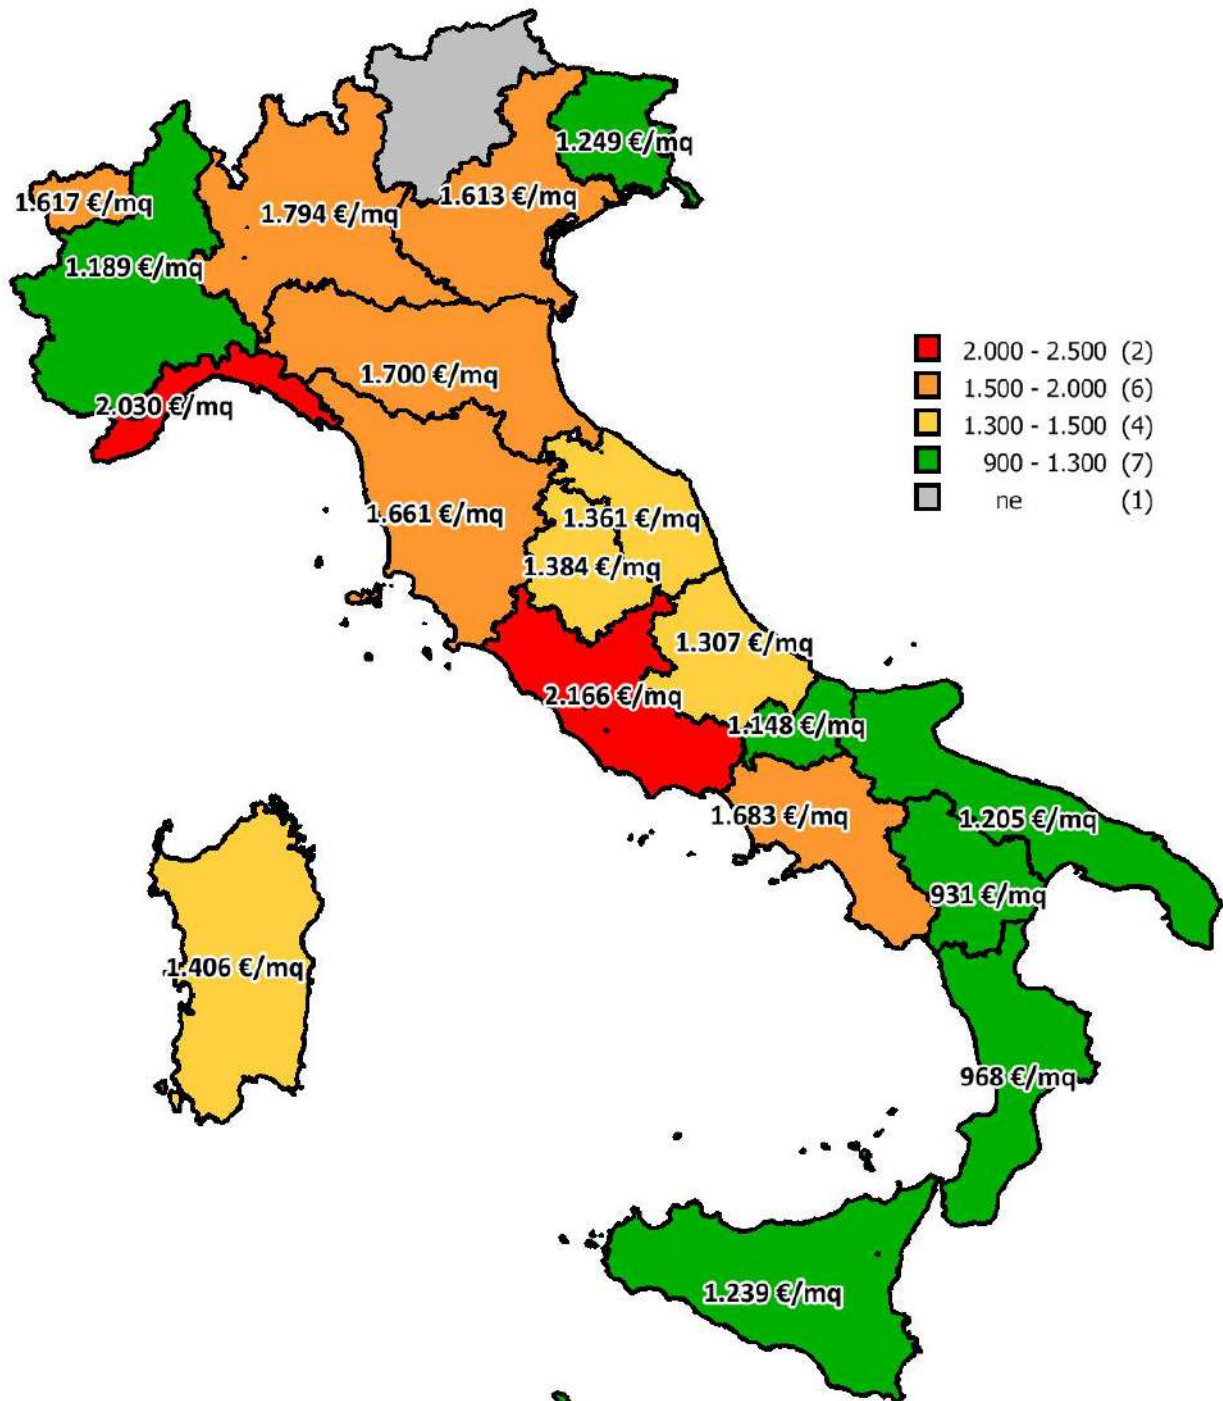 1.249 €/mq
1.617 €/mq
1.613 €/mq
1.794 €/mq
1.189 €/mq
2.000 - 2.500 (2)
1.500 - 2.000 (6)
1.300 - 1.500 (4)
900 - 1.300 (7)
ne (1)
1.700 €/mq
2.030 €/mq
1.661 €/mq
1.361 €/mq
1.384 €/mq
1.307 €/mq
2.166 €/mq
1.148 €/mq
1.683 €/mq
1.205 €/mq
931 €/mq
1.406 €/mq
968 €/mq
1.239 €/mq